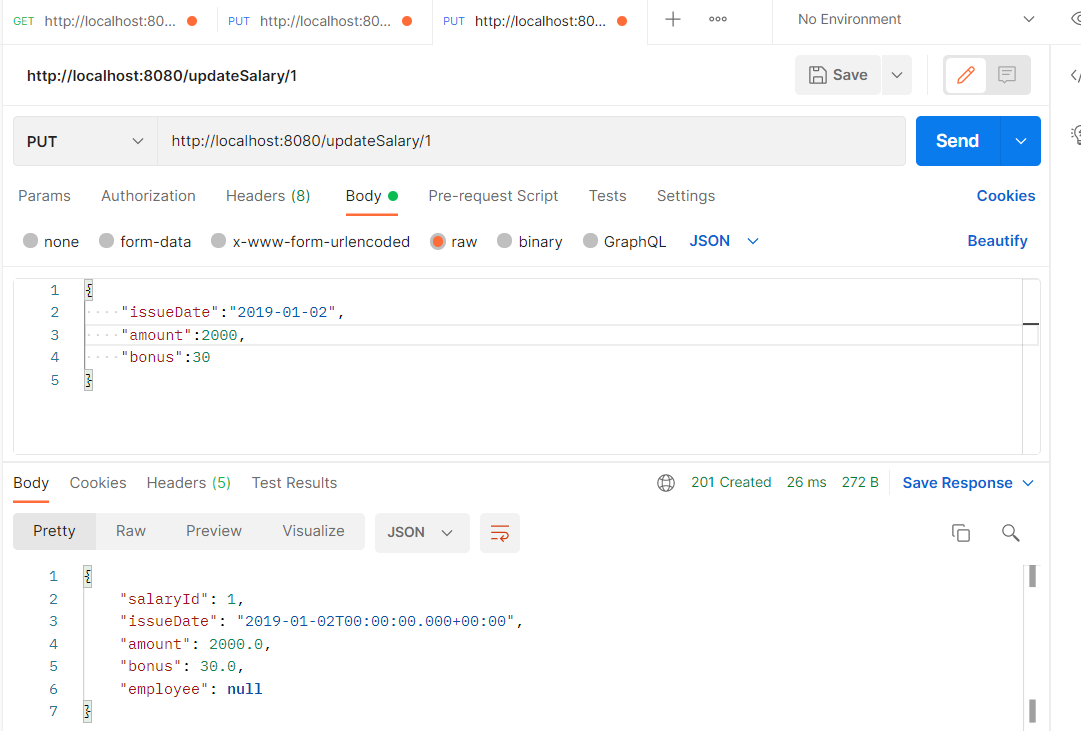 GET http://localhost:80... PUT http://localhost:80... PUT http://localhost:80... No Environment
http://localhost:8080/updateSalary/1 Save
PUT http://localhost:8080/updateSalary/1 Send
Params Authorization Headers (8) Body Pre-request Script Tests Settings Cookies
none form-data x-www-form-urlencoded raw binary GraphQL JSON Beautify
1 {
2 "issueDate":"2019-01-02",
3 "amount":2000,
4 "bonus":30
5 }
Body Cookies Headers (5) Test Results 201 Created 26 ms 272 B Save Response
Pretty Raw Preview Visualize JSON
1 {
2 "salaryId": 1,
3 "issueDate": "2019-01-02T00:00:00.000+00:00",
4 "amount": 2000.0,
5 "bonus": 30.0,
6 "employee": null
7 }